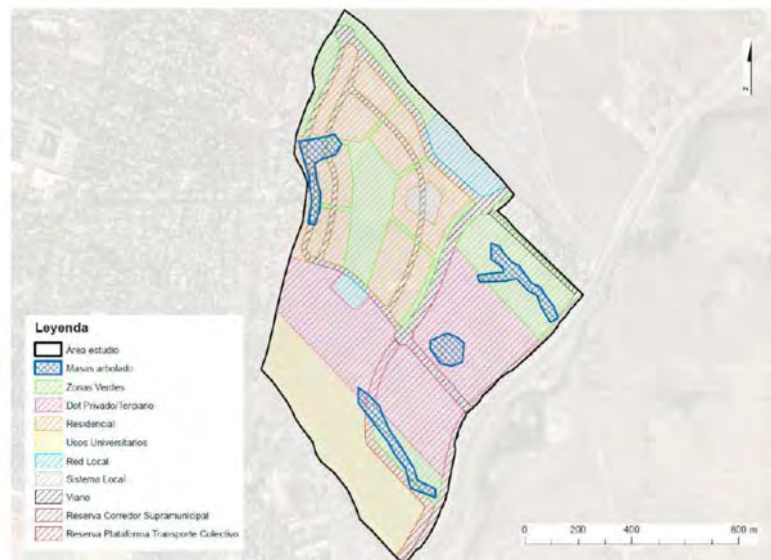 N
Leyenda
Área estudio
Masas arbolado
Zonas Verdes
Dot Privado/Terciario
Residencial
Usos Universitarios
Red Local
Sistema Local
Viario
Reserva Corredor Supramunicipal
Reserva Plataforma Transporte Colectivo
0 200 400 800 m